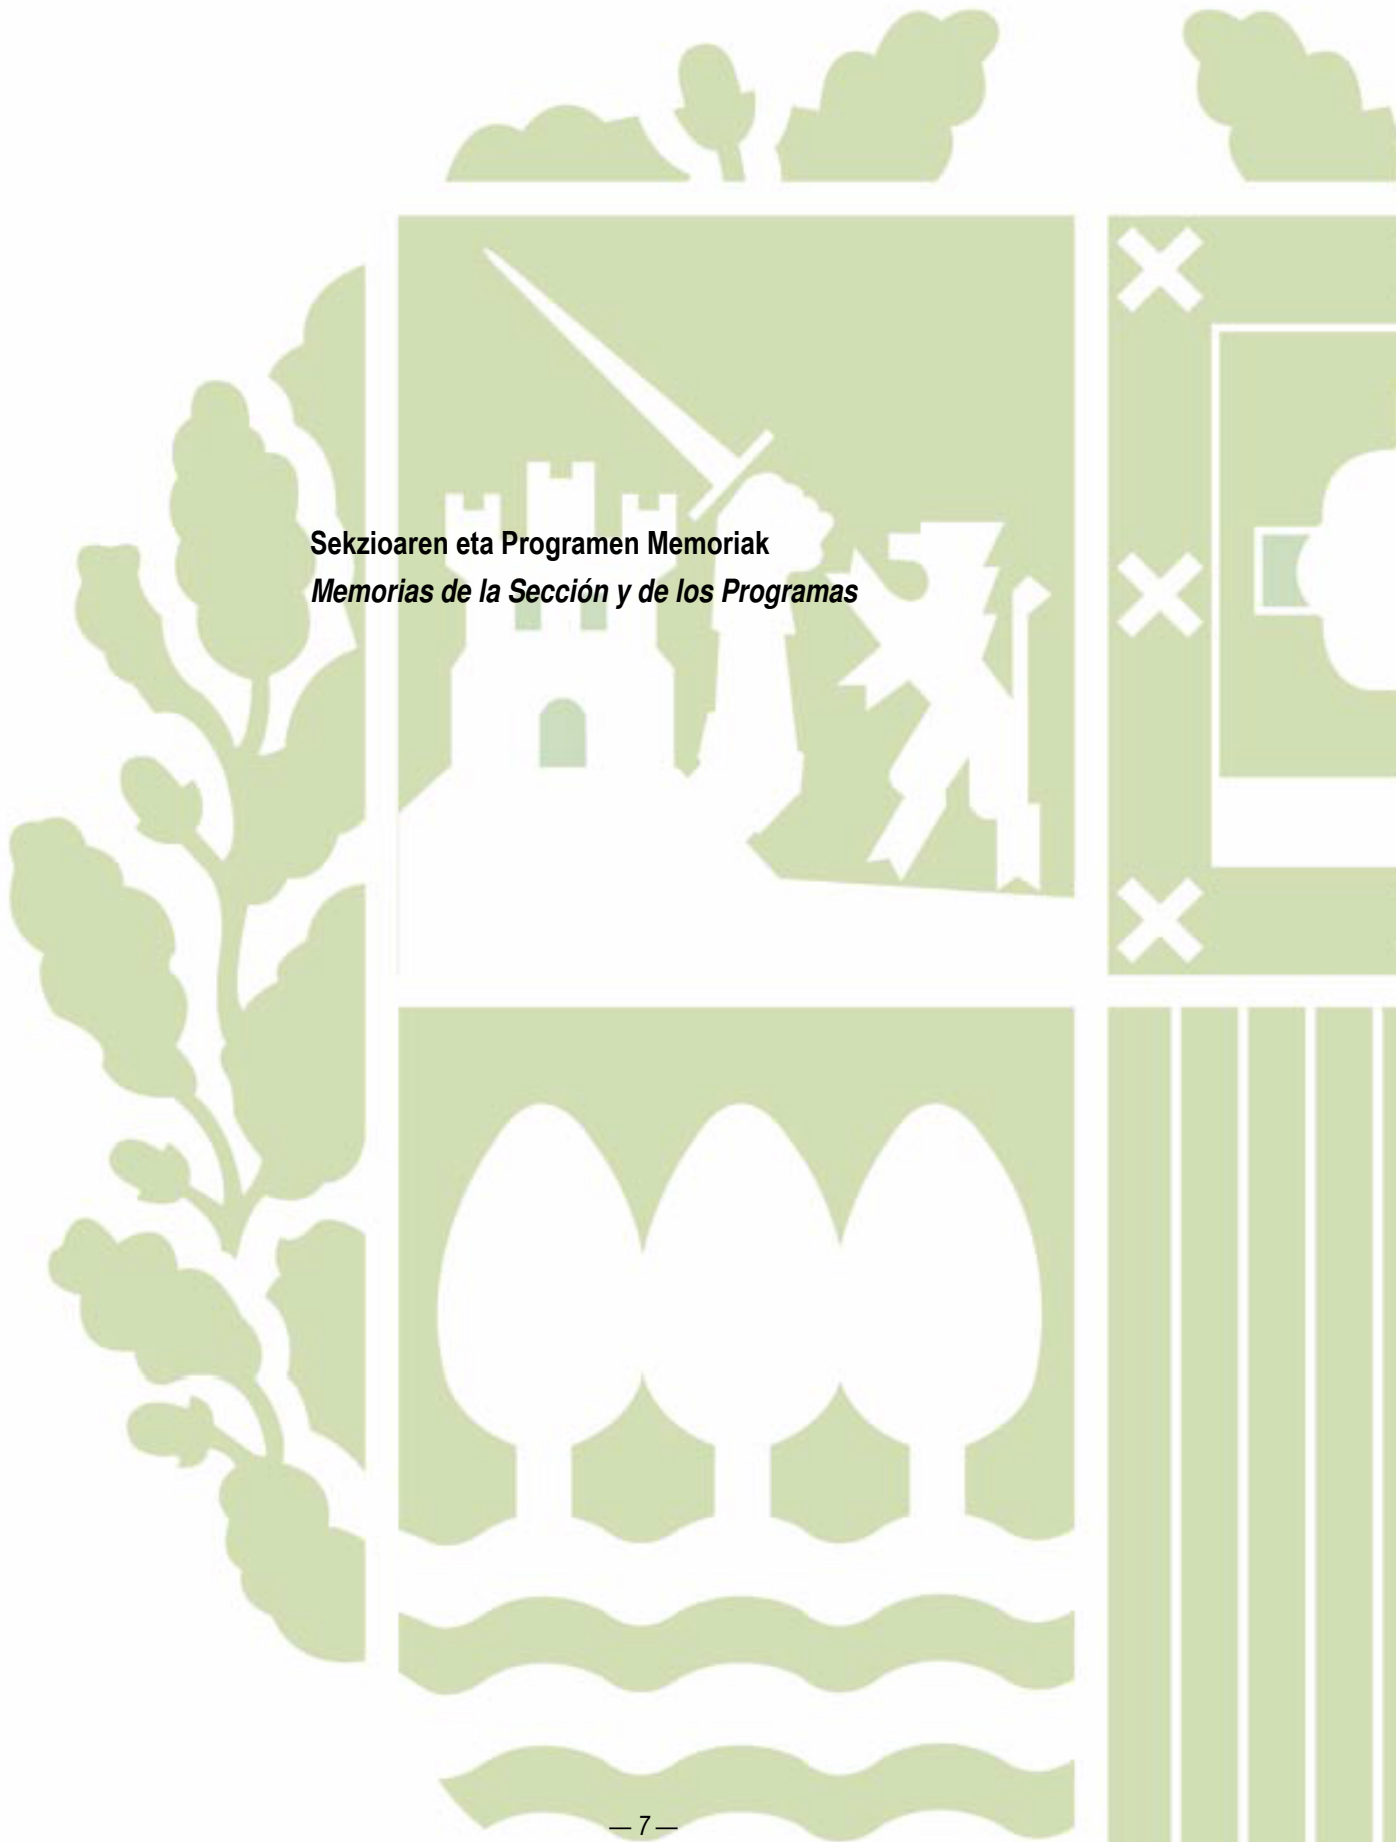 Sekzioaren eta Programen Memoriak
Memorias de la Sección y de los Programas
— 7 —